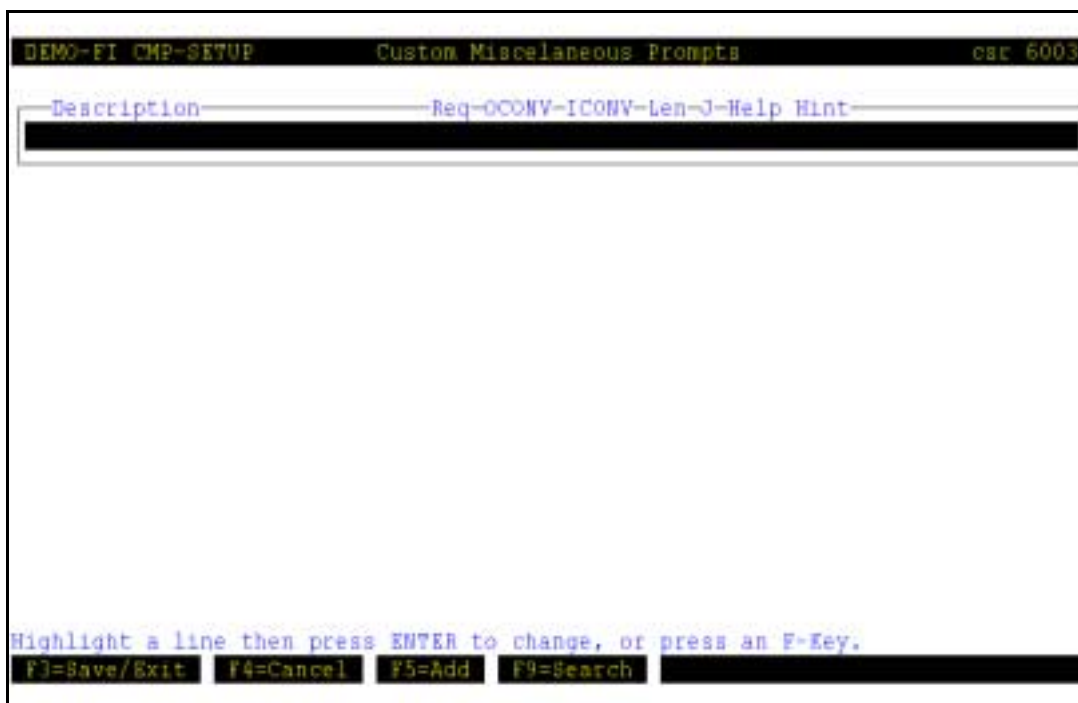 DEMO-FI CMP-SETUP Custom Miscelaneous Prompts csr 6003
Description Req-OCONV-ICONV-Len-J-Help Hint
Highlight a line then press ENTER to change, or press an F-Key.
F3=Save/Exit F4=Cancel F5=Add F9=Search